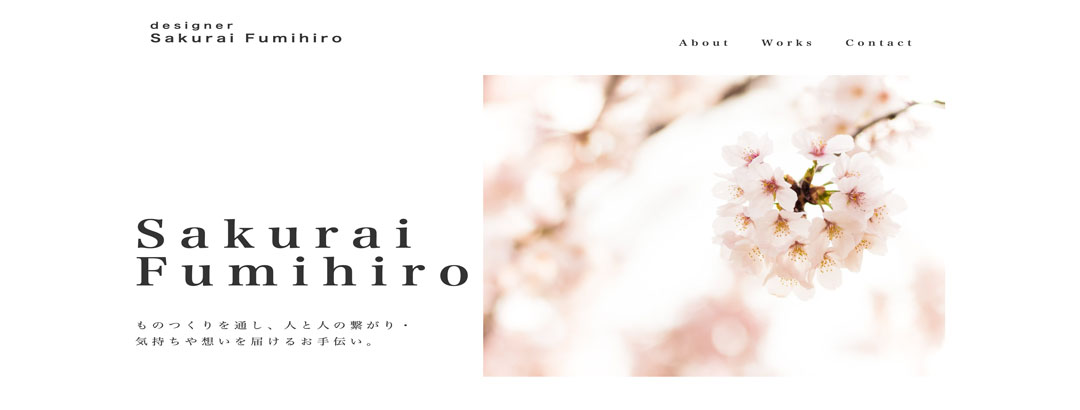 designer
Sakurai Fumihiro
About Works Contact
Sakurai
Fumihiro
ものつくりを通し、人と人の繋がり・
気持ちや想いを届けるお手伝い。